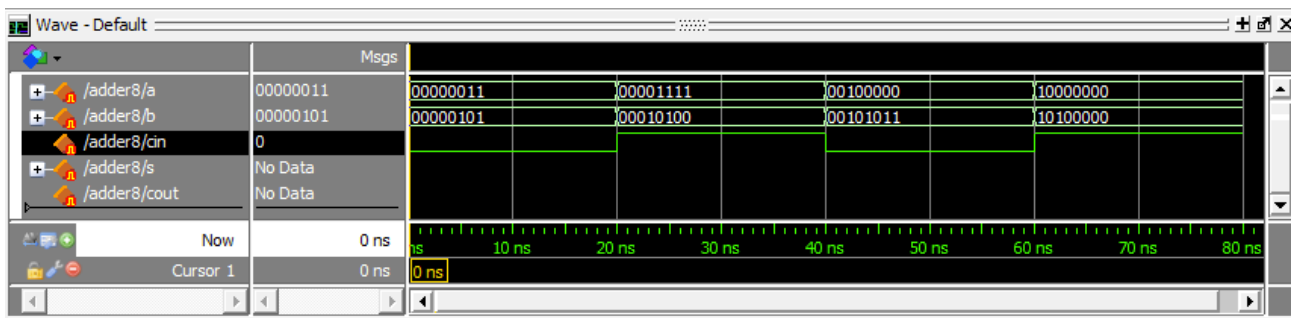 Wave - Default
Msgs
/adder8/a 00000011 00000011 00001111 00100000 10000000
/adder8/b 00000101 00000101 00010100 00101011 10100000
/adder8/cin 0
/adder8/s No Data
/adder8/cout No Data
Now 0 ns ns 10 ns 20 ns 30 ns 40 ns 50 ns 60 ns 70 ns 80 ns
Cursor 1 0 ns 0 ns